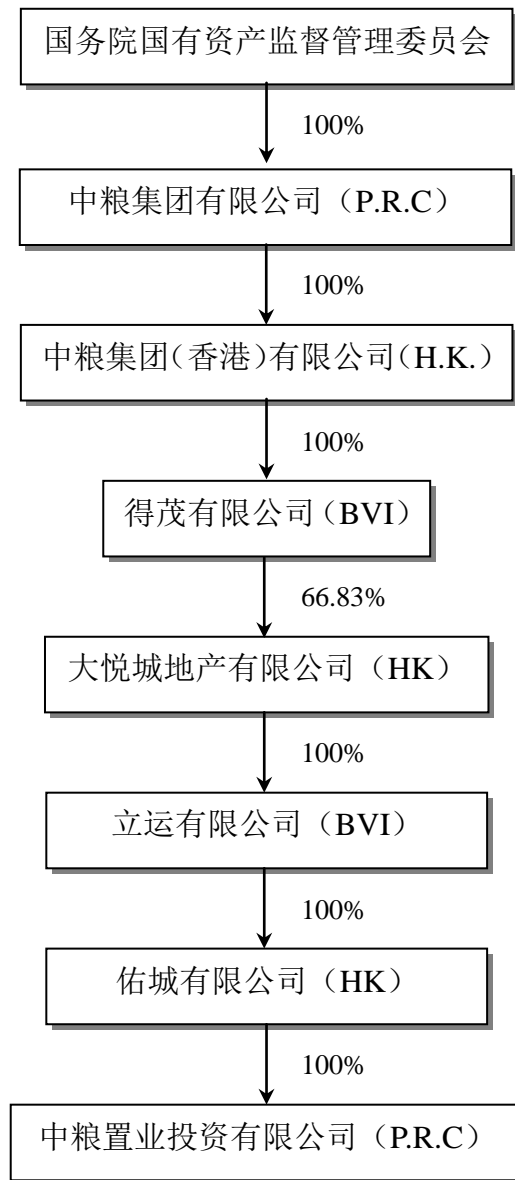 国务院国有资产监督管理委员会
100%
中粮集团有限公司（P.R.C）
100%
中粮集团（香港）有限公司（H.K.）
100%
得茂有限公司（BVI）
66.83%
大悦城地产有限公司（HK）
100%
立运有限公司（BVI）
100%
佑城有限公司（HK）
100%
中粮置业投资有限公司（P.R.C）